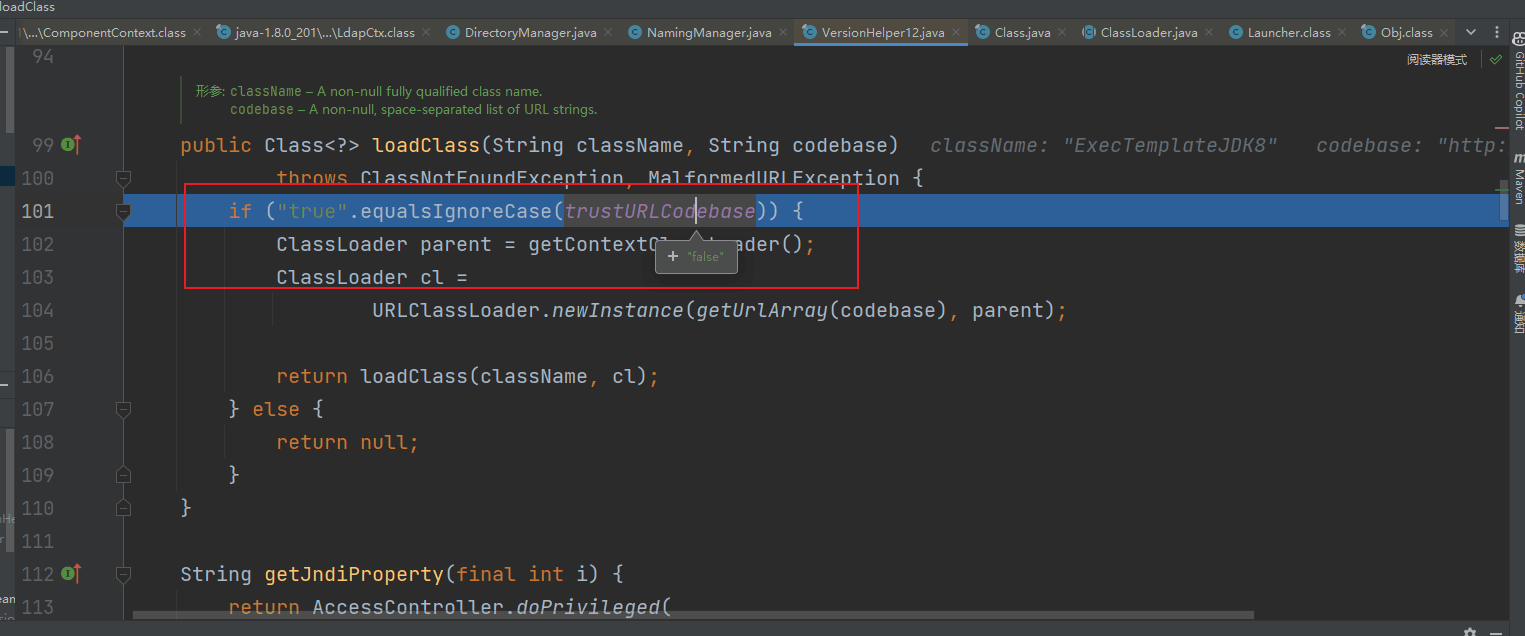 loadClass
\...\ComponentContext.class java-1.8.0_201\...\LdapCtx.class DirectoryManager.java NamingManager.java VersionHelper12.java Class.java ClassLoader.java Launcher.class Obj.class
阅读器模式
94
形参: className – A non-null fully qualified class name.
codebase – A non-null, space-separated list of URL strings.
99 public Class<?> loadClass(String className, String codebase) className: "ExecTemplateJDK8" codebase: "http:
100 throws ClassNotFoundException, MalformedURLException {
101 if ("true".equalsIgnoreCase(trustURLCodebase)) {
102 ClassLoader parent = getContextCl ader();
+ "false"
103 ClassLoader cl =
104 URLClassLoader.newInstance(getUrlArray(codebase), parent);
105
106 return loadClass(className, cl);
107 } else {
108 return null;
109 }
110 }
111
112 String getJndiProperty(final int i) {
113 return AccessController.doPrivileged(
GitHub Copilot
m Maven
数据库
通知